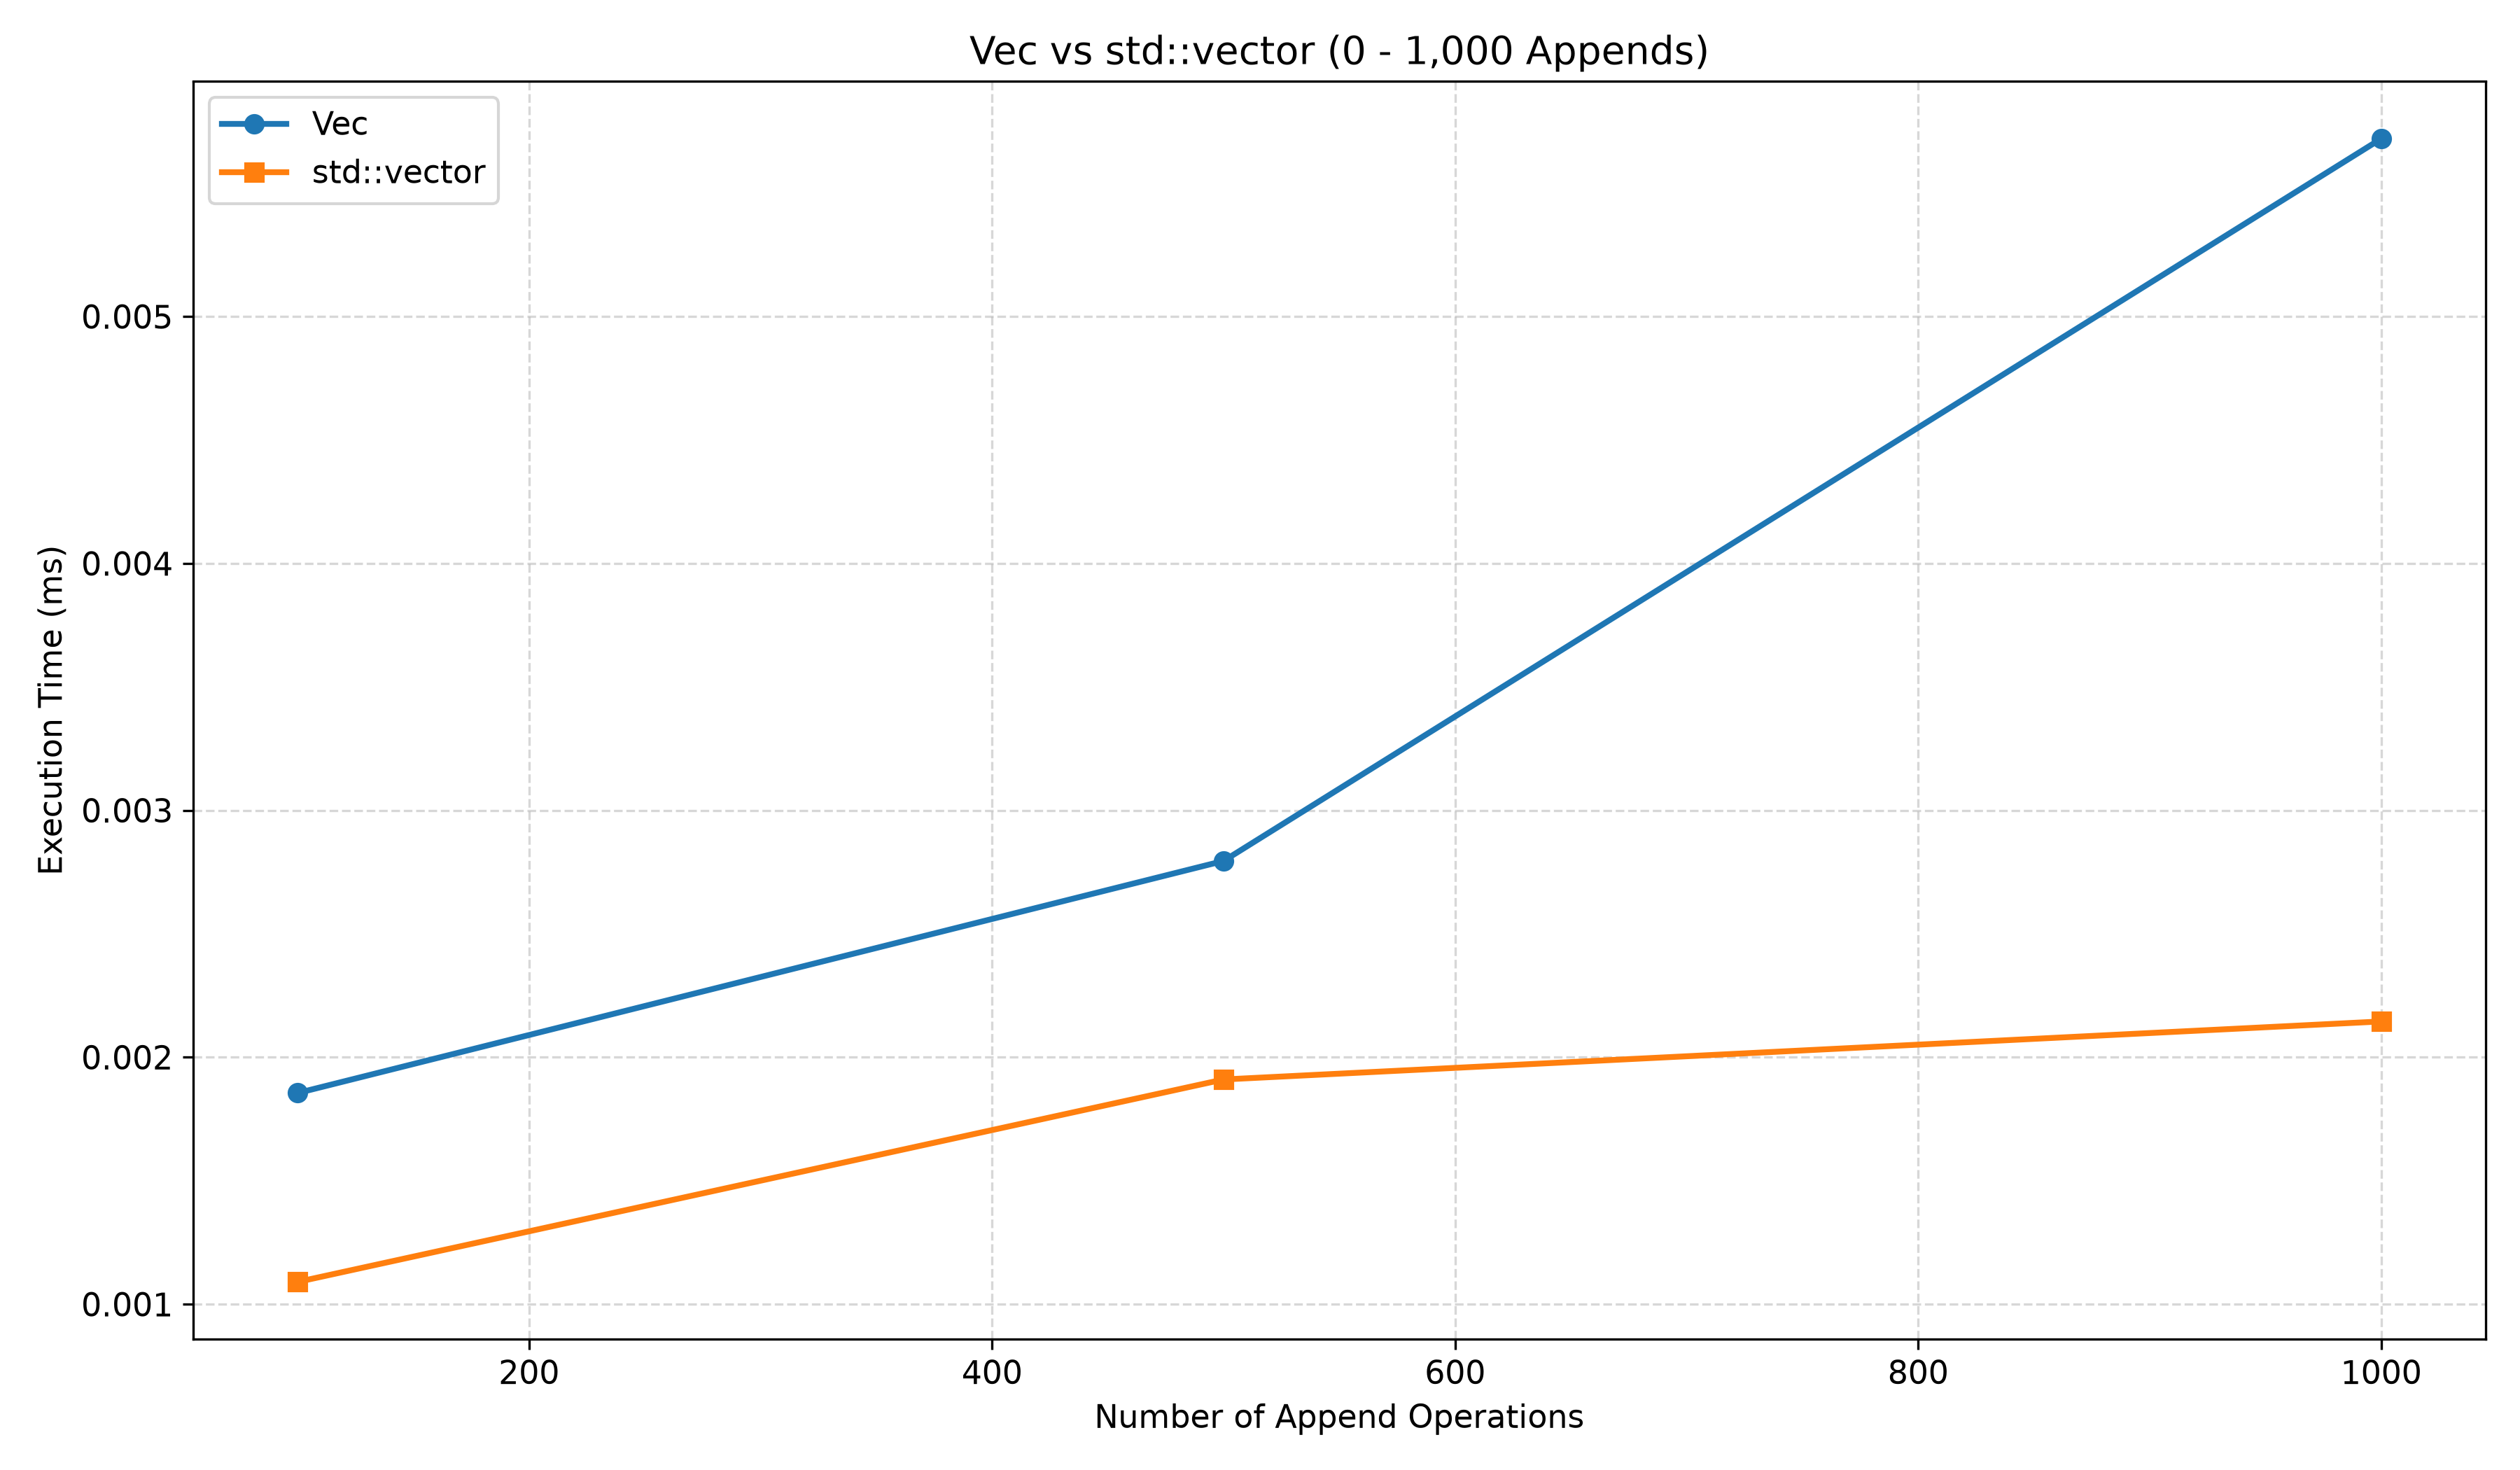 Vec vs std::vector (0 - 1,000 Appends)
Vec
std::vector
0.005
0.004
0.003
0.002
0.001
Execution Time (ms)
200 400 600 800 1000
Number of Append Operations